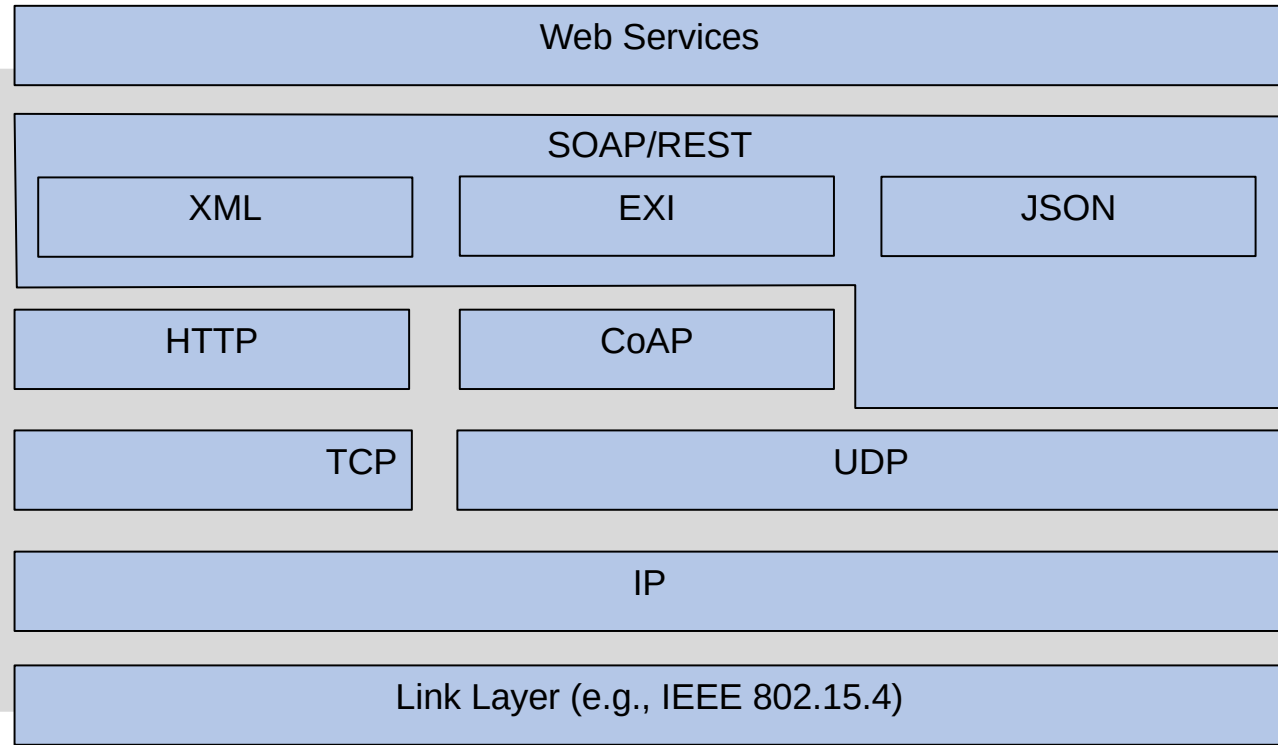 Web Services
SOAP/REST
XML
EXI
JSON
HTTP
CoAP
TCP
UDP
IP
Link Layer (e.g., IEEE 802.15.4)